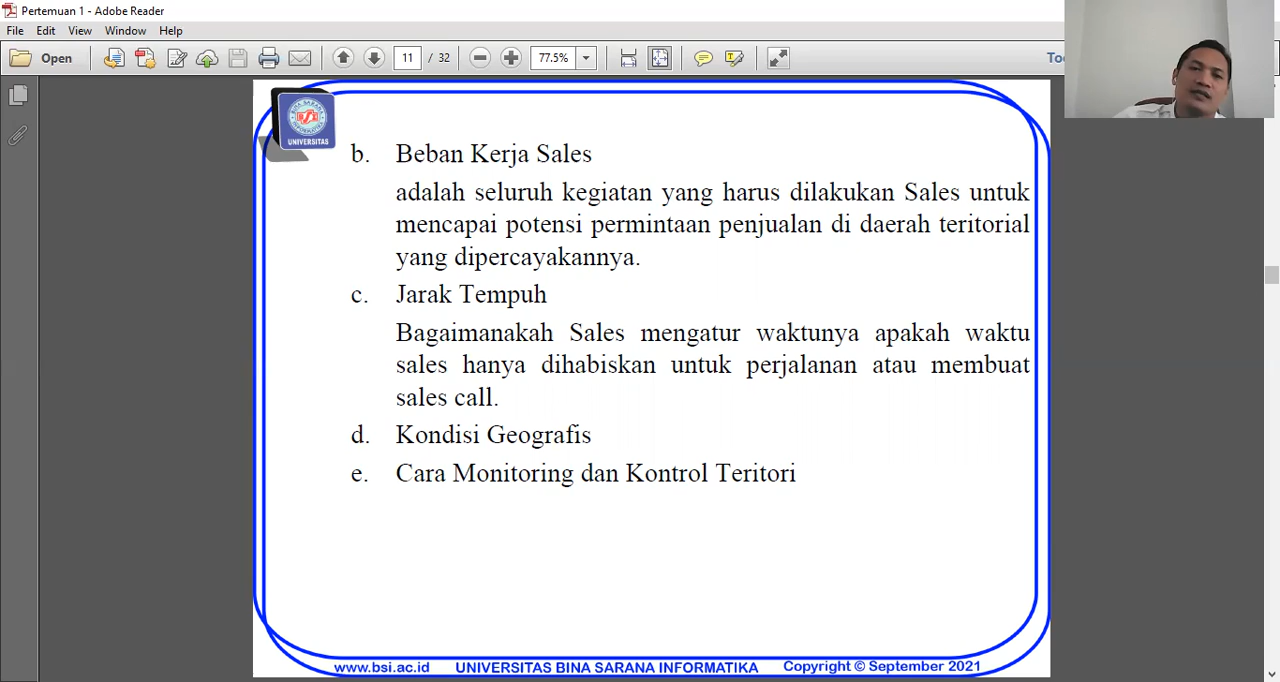 Pertemuan 1 - Adobe Reader
File Edit View Window Help
Open 11 / 32 77.5% Too
UNIVERSITAS
b. Beban Kerja Sales
adalah seluruh kegiatan yang harus dilakukan Sales untuk
mencapai potensi permintaan penjualan di daerah teritorial
yang dipercayakannya.
c. Jarak Tempuh
Bagaimanakah Sales mengatur waktunya apakah waktu
sales hanya dihabiskan untuk perjalanan atau membuat
sales call.
d. Kondisi Geografis
e. Cara Monitoring dan Kontrol Teritori
www.bsi.ac.id UNIVERSITAS BINA SARANA INFORMATIKA Copyright © September 2021